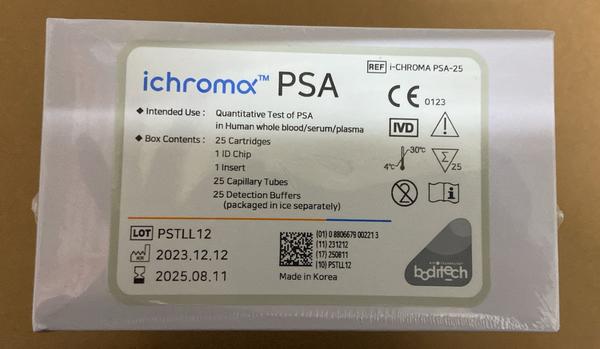 REF i-CHROMA PSA-25
ichroma™ PSA
CE 0123
◆ Intended Use : Quantitative Test of PSA
in Human whole blood/serum/plasma
IVD
◆ Box Contents : 25 Cartridges
1 ID Chip
1 Insert
25 Capillary Tubes
25 Detection Buffers
(packaged in ice separately)
4℃ 30℃
Σ 25
LOT PSTLL12
2023.12.12
2025.08.11
(01) 0 8806679 00221 3
(11) 231212
(17) 250811
(10) PSTLL12
Made in Korea
boditech